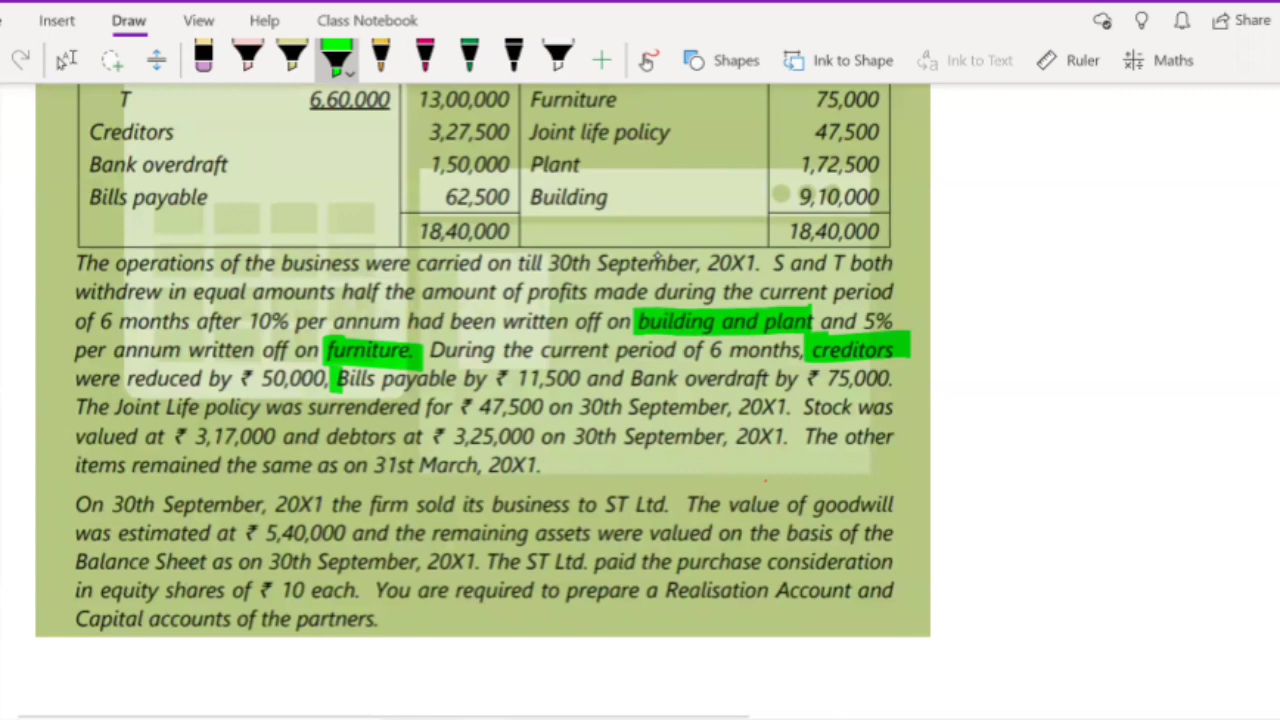 Insert Draw View Help Class Notebook Share
Shapes Ink to Shape Ink to Text Ruler Maths
T 6,60,000 13,00,000 Furniture 75,000
Creditors 3,27,500 Joint life policy 47,500
Bank overdraft 1,50,000 Plant 1,72,500
Bills payable 62,500 Building 9,10,000
18,40,000 18,40,000
The operations of the business were carried on till 30th September, 20X1. S and T both
withdrew in equal amounts half the amount of profits made during the current period
of 6 months after 10% per annum had been written off on building and plant and 5%
per annum written off on furniture. During the current period of 6 months, creditors
were reduced by ₹ 50,000, Bills payable by ₹ 11,500 and Bank overdraft by ₹ 75,000.
The Joint Life policy was surrendered for ₹ 47,500 on 30th September, 20X1. Stock was
valued at ₹ 3,17,000 and debtors at ₹ 3,25,000 on 30th September, 20X1. The other
items remained the same as on 31st March, 20X1.
On 30th September, 20X1 the firm sold its business to ST Ltd. The value of goodwill
was estimated at ₹ 5,40,000 and the remaining assets were valued on the basis of the
Balance Sheet as on 30th September, 20X1. The ST Ltd. paid the purchase consideration
in equity shares of ₹ 10 each. You are required to prepare a Realisation Account and
Capital accounts of the partners.